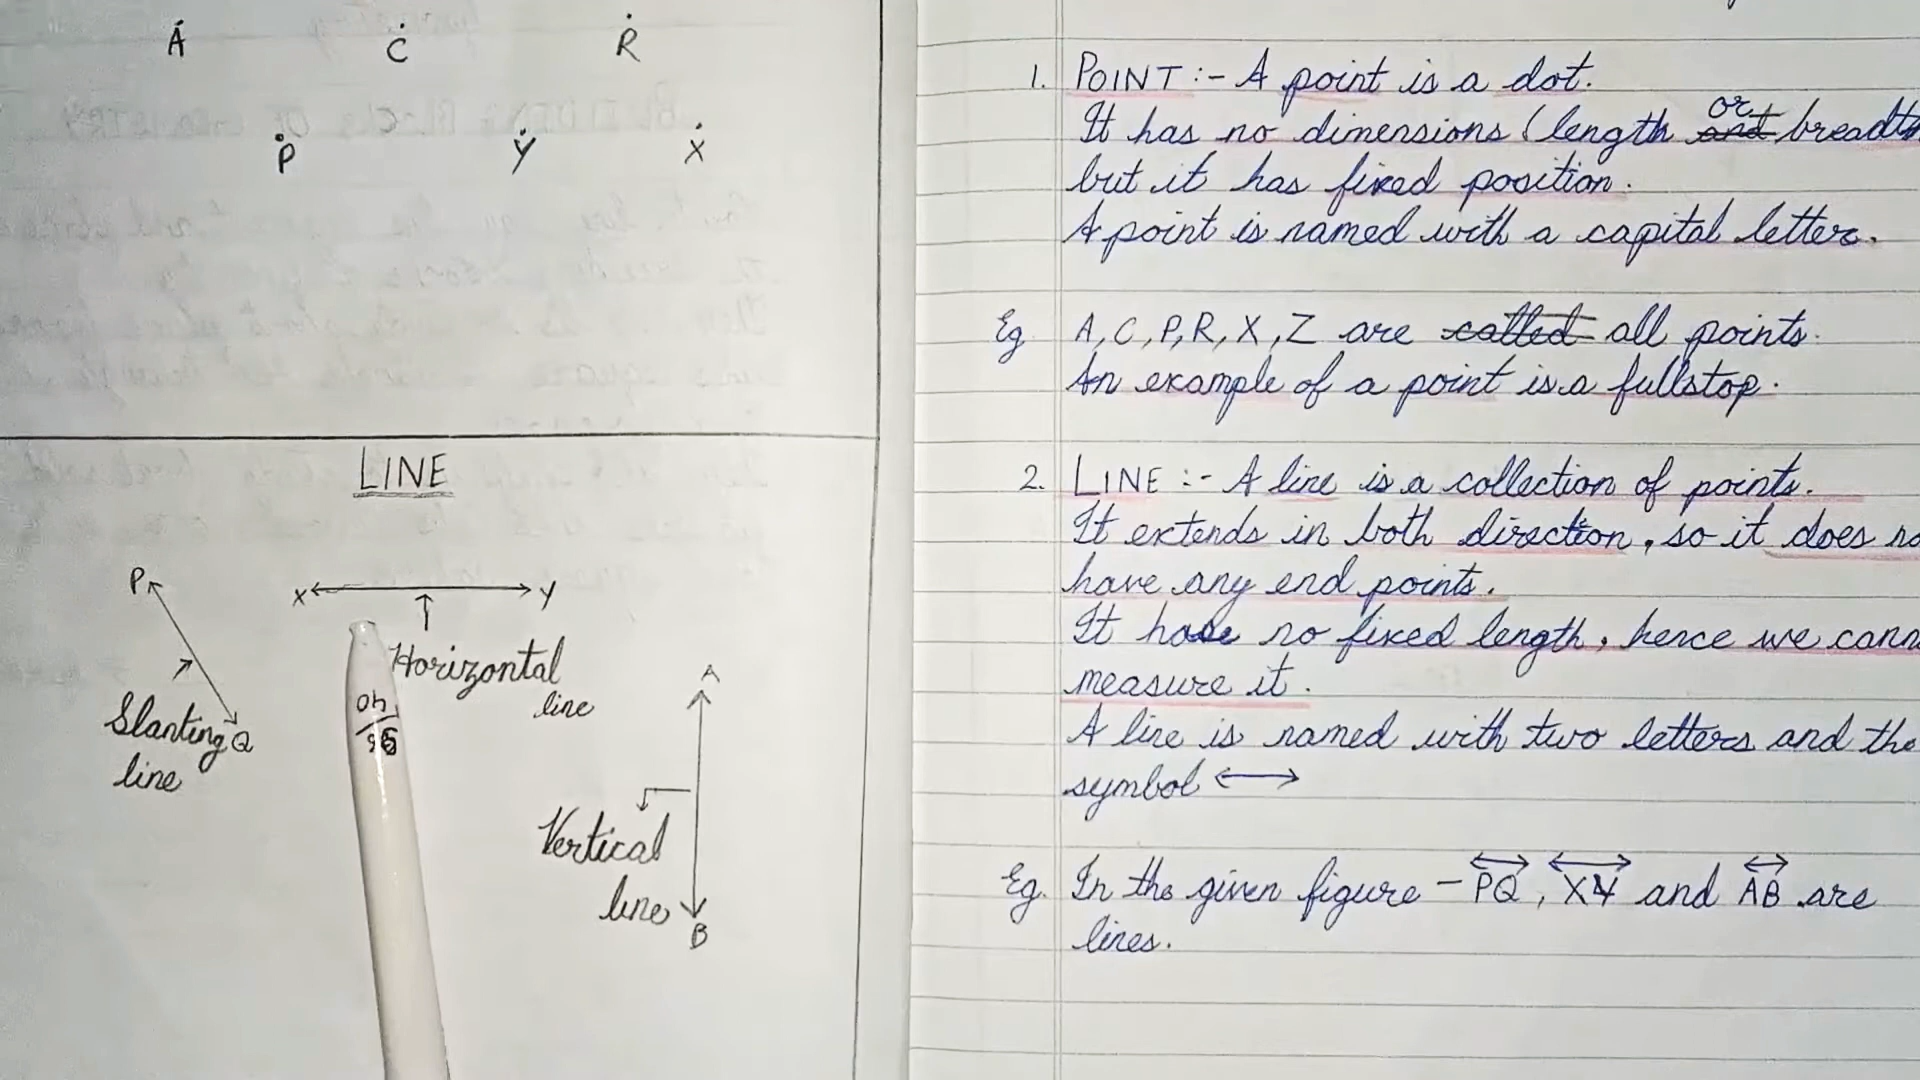 A C R
P Y X
LINE
P
X Y
Horizontal
line
Slanting Q
line
A
Vertical
line
B
1. POINT :- A point is a dot.
or
It has no dimensions (length and breadth
but it has fixed position.
A point is named with a capital letter.
Eg A, C, P, R, X, Z are called all points.
An example of a point is a fullstop.
2. LINE :- A line is a collection of points.
It extends in both direction, so it does no
have any end points.
It have no fixed length, hence we cann
measure it.
A line is named with two letters and the
symbol ⟷
Eg. In the given figure - PQ, XY and AB are
lines.